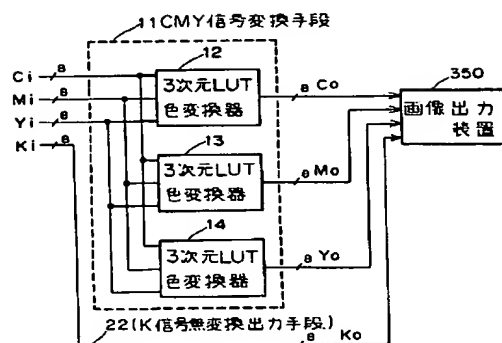 11CMY信号変換手段
12
3次元LUT
色変換器
13
3次元LUT
色変換器
14
3次元LUT
色変換器
Ci
8
Mi
8
Yi
8
Ki
8
8 Co
8 Mo
8 Yo
350
画像出力
装置
22(K信号無変換出力手段)
8 Ko